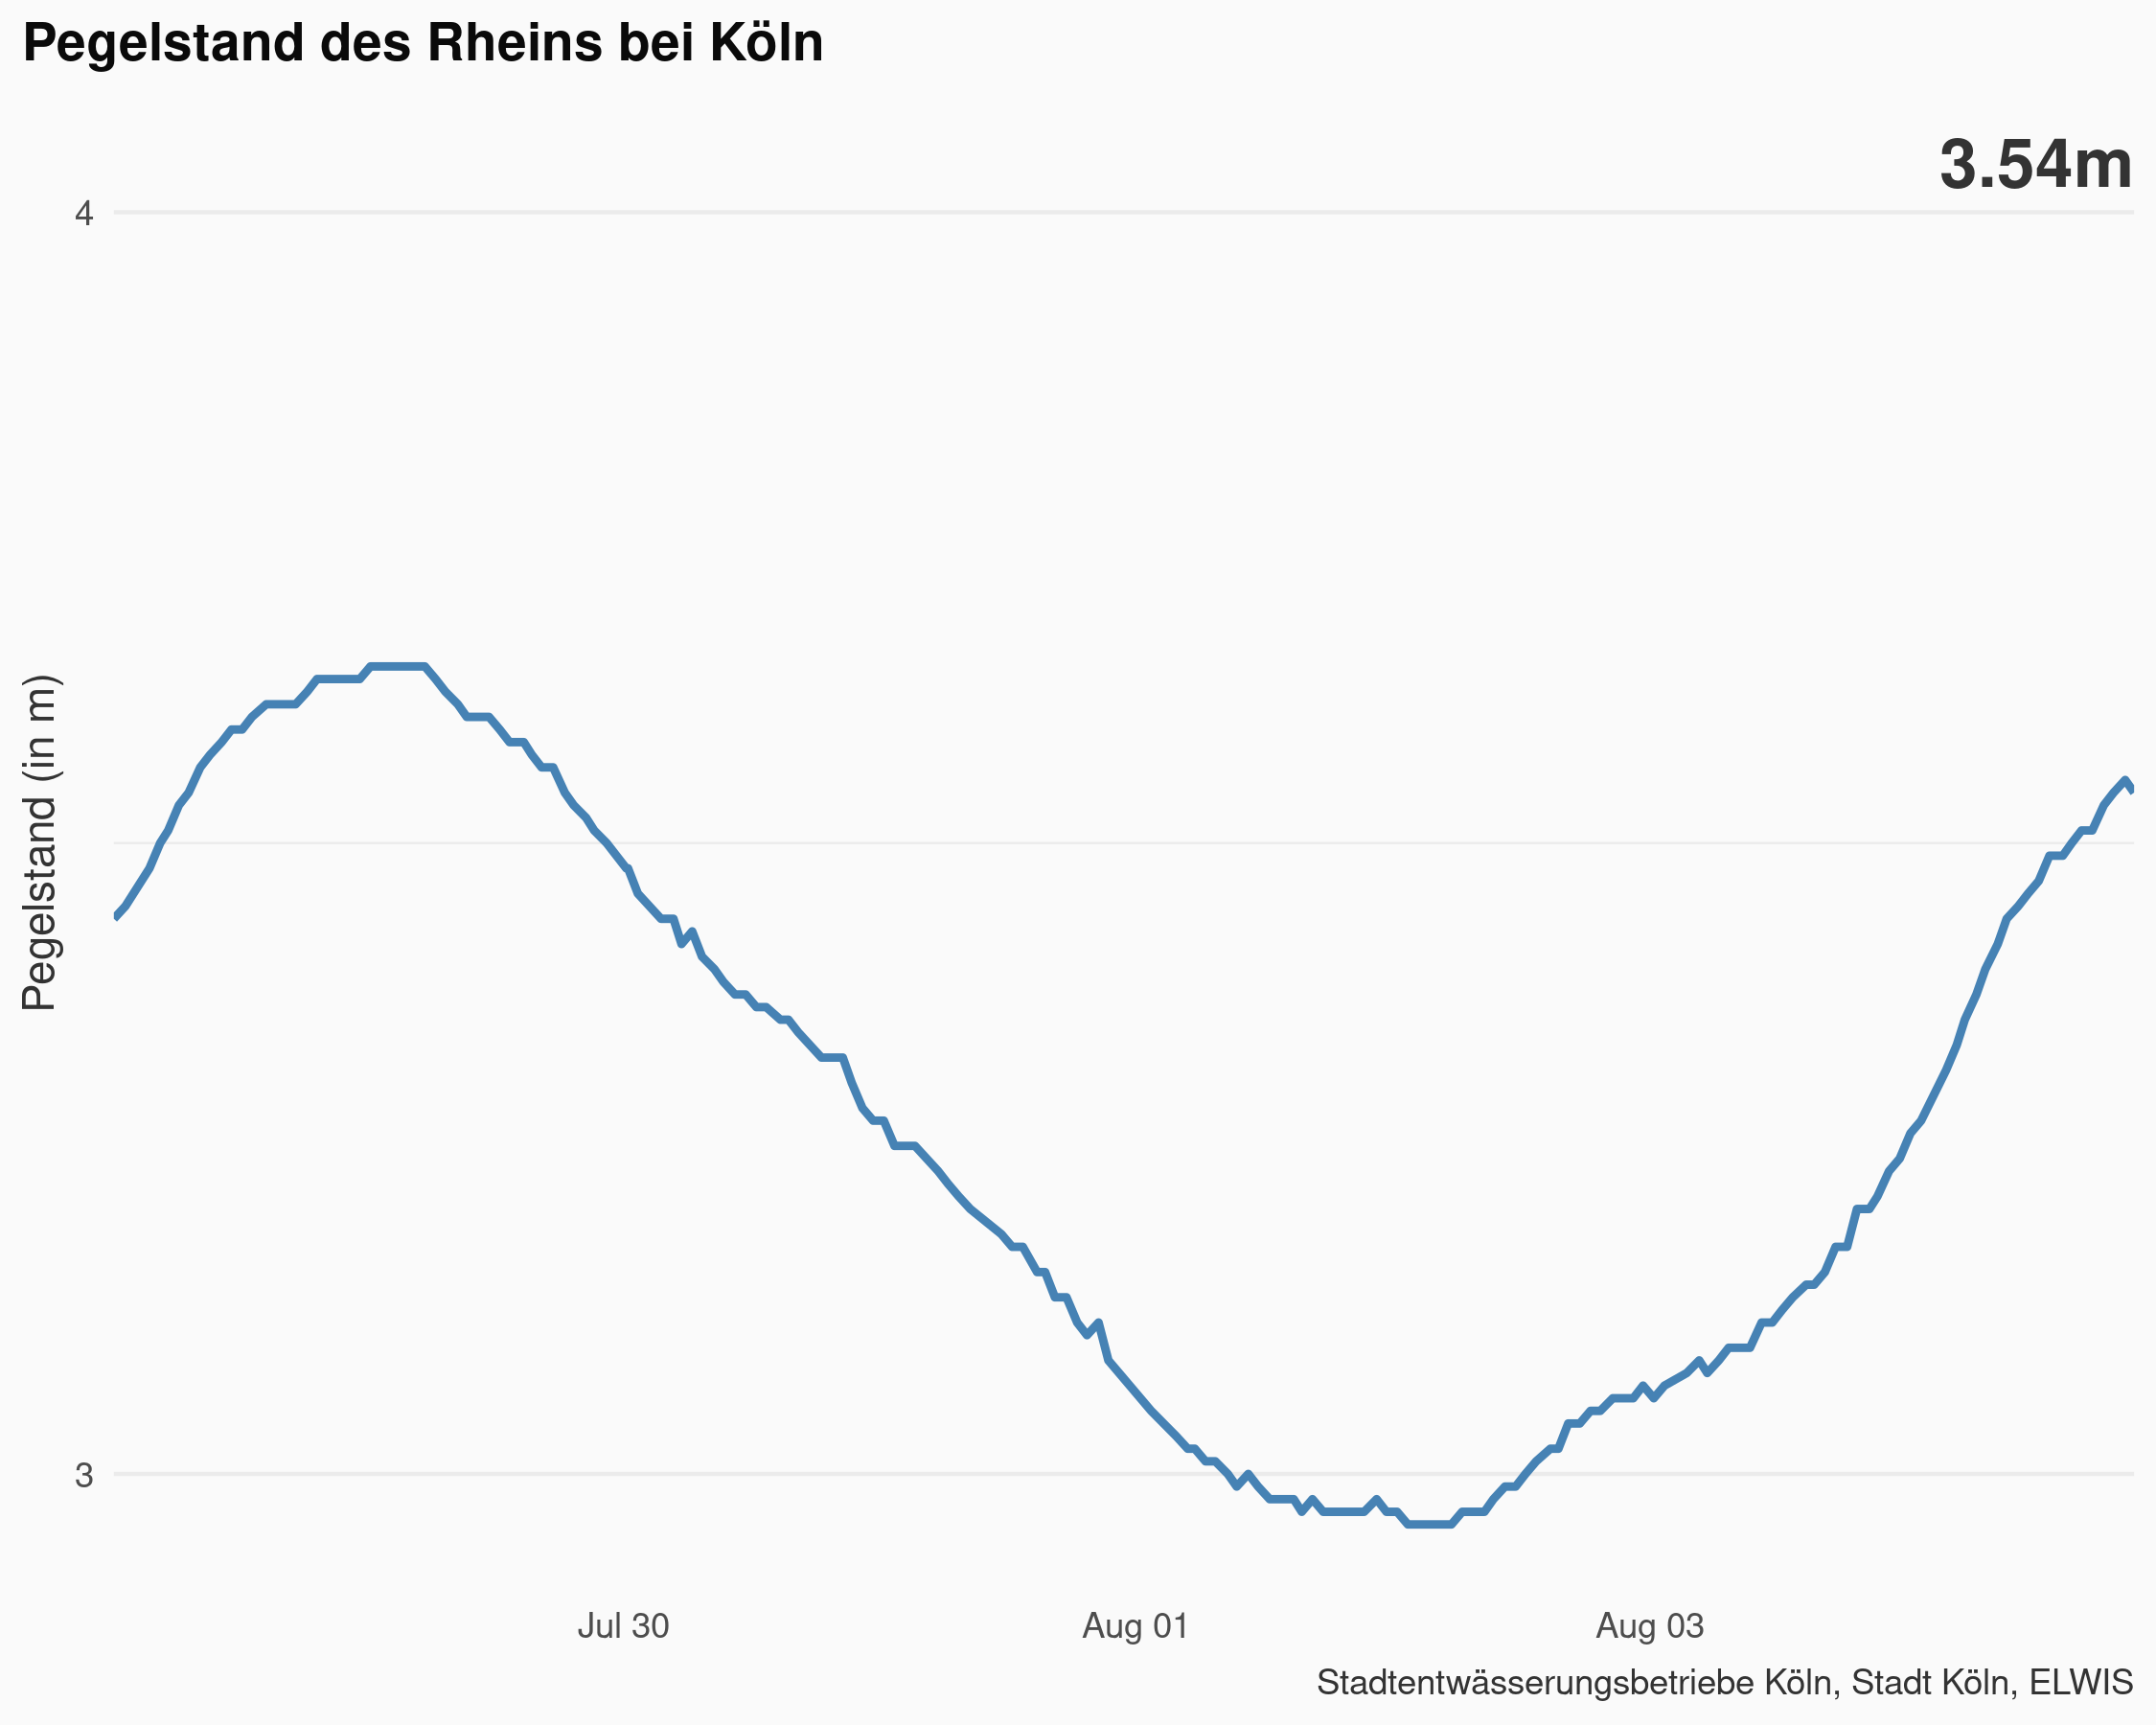 Pegelstand des Rheins bei Köln
3.54m
4
Pegelstand (in m)
3
Jul 30
Aug 01
Aug 03
Stadtentwässerungsbetriebe Köln, Stadt Köln, ELWIS